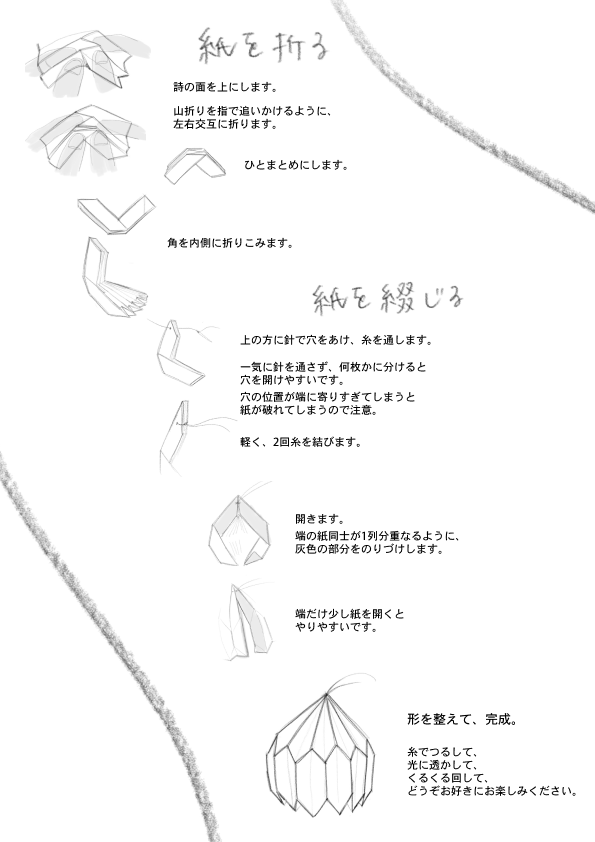 紙を折る
詩の面を上にします。
山折りを指で追いかけるように、
左右交互に折ります。
ひとまとめにします。
角を内側に折りこみます。
紙を綴じる
上の方に針で穴をあけ、糸を通します。
一気に針を通さず、何枚かに分けると
穴を開けやすいです。
穴の位置が端に寄りすぎてしまうと
紙が破れてしまうので注意。
軽く、2回糸を結びます。
開きます。
端の紙同士が1列分重なるように、
灰色の部分をのりづけします。
端だけ少し紙を開くと
やりやすいです。
形を整えて、完成。
糸でつるして、
光に透かして、
くるくる回して、
どうぞお好きにお楽しみください。